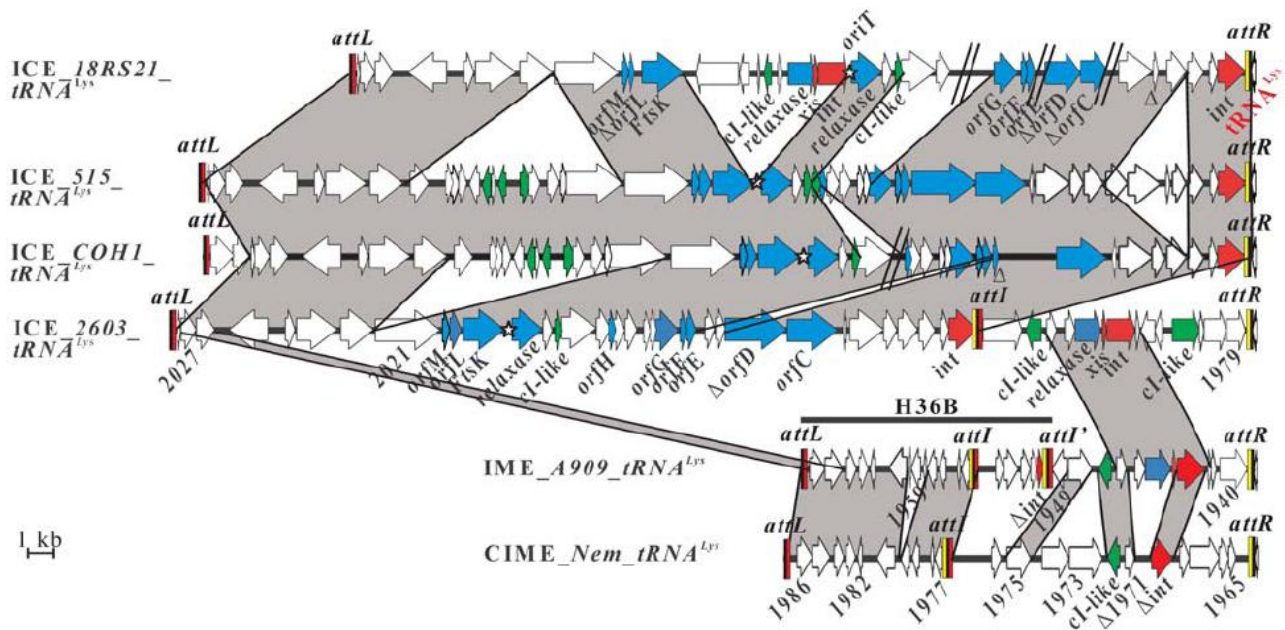 attL oriT attR
ICE_18RS21_
tRNA^Lys
orfM ΔorfL FtsK cI-like relaxase xis int relaxase cI-like orfG orfF orfE ΔorfD ΔorfC Δ int tRNA^Lys
attL attR
ICE_515_
tRNA^Lys
attL attR
ICE_COH1_
tRNA^Lys
Δ
attL attI attR
ICE_2603_
tRNA^Lys
2027 2021 orfM orfL FtsK relaxase cI-like orfH orfG orfF orfE ΔorfD orfC int cI-like relaxase xis int cI-like 1979
H36B
attL attI attI' attR
IME_A909_tRNA^Lys
1959 Δint 1942 1940
1 kb
attL attI attR
CIME_Nem_tRNA^Lys
1986 1982 1977 1975 1973 cI-like Δ1971 Δint 1965